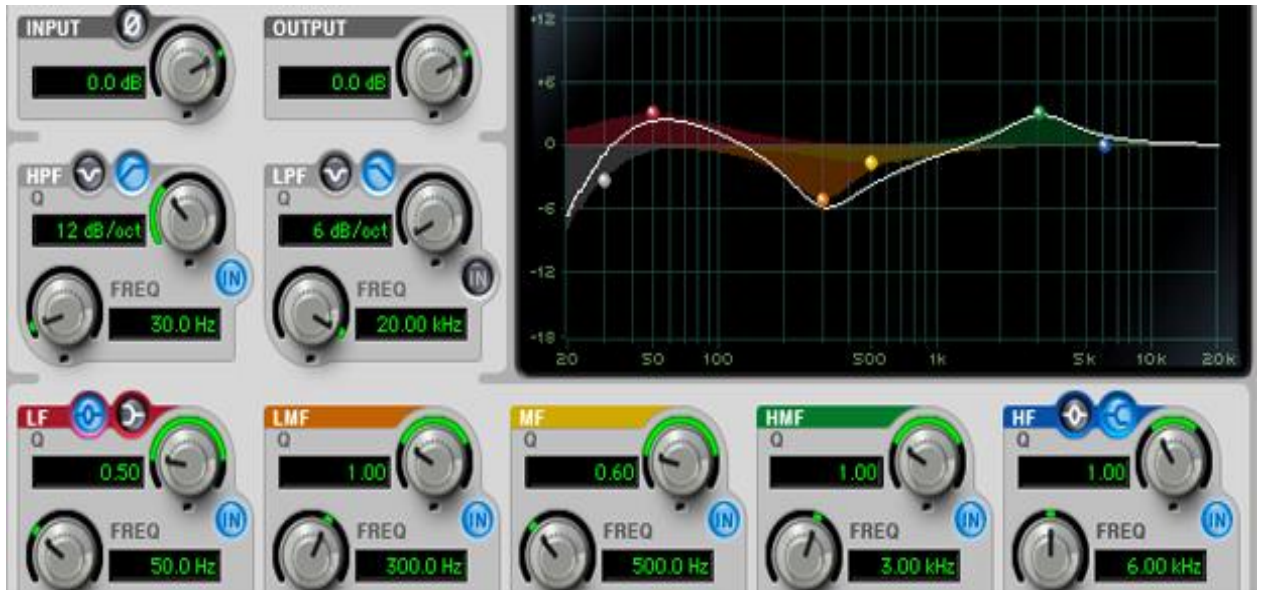 INPUT
0.0 dB
OUTPUT
0.0 dB
HPF
Q
12 dB/oct
IN
FREQ
30.0 Hz
LPF
Q
6 dB/oct
IN
FREQ
20.00 kHz
+12
+6
0
-6
-12
-18
20 50 100 500 1k 5k 10k 20k
LF
Q
0.50
IN
FREQ
50.0 Hz
LMF
Q
1.00
IN
FREQ
300.0 Hz
MF
Q
0.60
IN
FREQ
500.0 Hz
HMF
Q
1.00
IN
FREQ
3.00 kHz
HF
Q
1.00
IN
FREQ
6.00 kHz